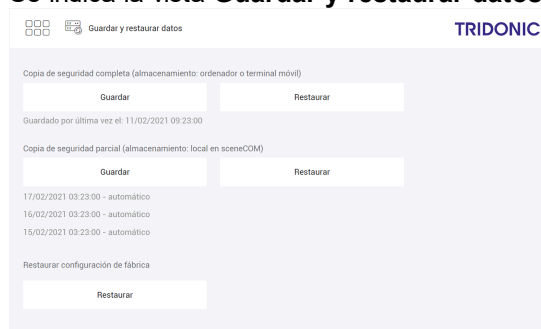 Se indica la vista Guardar y restaurar datos
Guardar y restaurar datos
TRIDONIC
Copia de seguridad completa (almacenamiento: ordenador o terminal móvil)
Guardar Restaurar
Guardado por última vez el: 11/02/2021 09:23:00
Copia de seguridad parcial (almacenamiento: local en sceneCOM)
Guardar Restaurar
17/02/2021 03:23:00 - automático
16/02/2021 03:23:00 - automático
15/02/2021 03:23:00 - automático
Restaurar configuración de fábrica
Restaurar